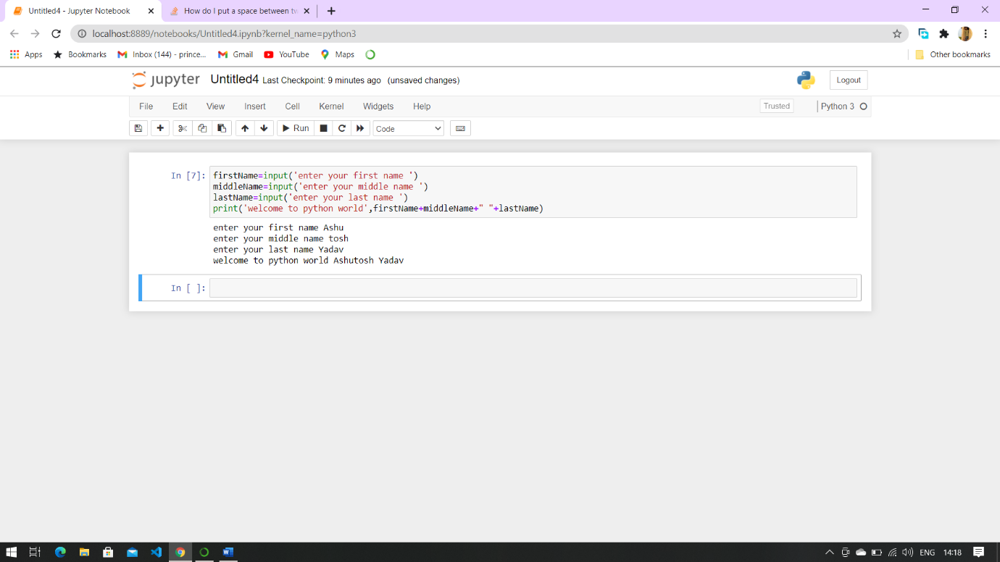 Untitled4 - Jupyter Notebook
How do I put a space between tw
localhost:8889/notebooks/Untitled4.ipynb?kernel_name=python3
Apps Bookmarks Inbox (144) - prince... Gmail YouTube Maps Other bookmarks
jupyter Untitled4 Last Checkpoint: 9 minutes ago (unsaved changes) Logout
File Edit View Insert Cell Kernel Widgets Help Trusted Python 3
Run Code
In [7]: firstName=input('enter your first name ')
middleName=input('enter your middle name ')
lastName=input('enter your last name ')
print('welcome to python world',firstName+middleName+" "+lastName)
enter your first name Ashu
enter your middle name tosh
enter your last name Yadav
welcome to python world Ashutosh Yadav
In [ ]:
ENG 14:18